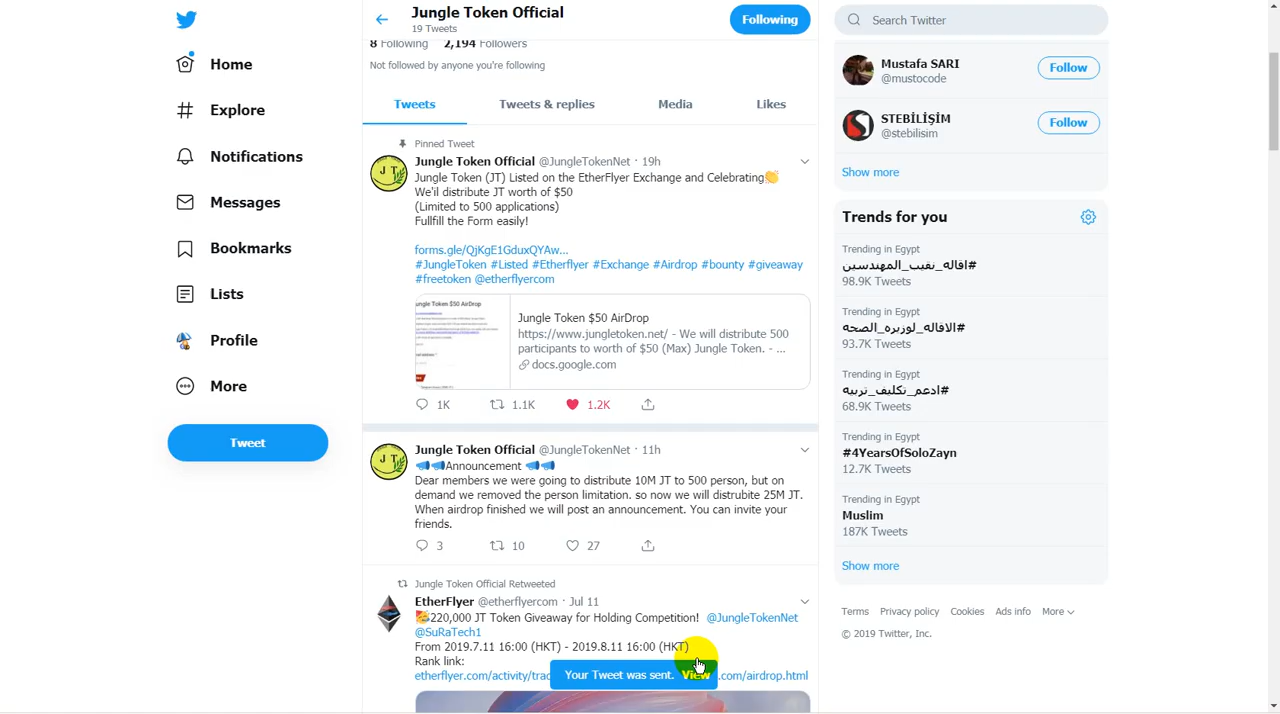 Home
Explore
Notifications
Messages
Bookmarks
Lists
Profile
More
Tweet
Jungle Token Official
19 Tweets
Following
8 Following 2,194 Followers
Not followed by anyone you're following
Tweets Tweets & replies Media Likes
Pinned Tweet
Jungle Token Official @JungleTokenNet · 19h
Jungle Token (JT) Listed on the EtherFlyer Exchange and Celebrating👏
We'il distribute JT worth of $50
(Limited to 500 applications)
Fullfill the Form easily!
forms.gle/QjKgE1GduxQYAw...
#JungleToken #Listed #Etherflyer #Exchange #Airdrop #bounty #giveaway
#freetoken @etherflyercom
ungle Token $50 AirDrop
Jungle Token $50 AirDrop
https://www.jungletoken.net/ - We will distribute 500
participants to worth of $50 (Max) Jungle Token. - ...
docs.google.com
1K 1.1K 1.2K
Jungle Token Official @JungleTokenNet · 11h
📣📣Announcement 📣📣
Dear members we were going to distribute 10M JT to 500 person, but on
demand we removed the person limitation. so now we will distrubite 25M JT.
When airdrop finished we will post an announcement. You can invite your
friends.
3 10 27
Jungle Token Official Retweeted
EtherFlyer @etherflyercom · Jul 11
🥳220,000 JT Token Giveaway for Holding Competition! @JungleTokenNet
@SuRaTech1
From 2019.7.11 16:00 (HKT) - 2019.8.11 16:00 (HKT)
Rank link:
etherflyer.com/activity/trad .com/airdrop.html
Your Tweet was sent. View
Search Twitter
Mustafa SARI
@mustocode
Follow
STEBİLİŞİM
@stebilisim
Follow
Show more
Trends for you
Trending in Egypt
#اقاله_نقيب_المهندسين
98.9K Tweets
Trending in Egypt
#الاقاله_لوزيره_الصحه
93.7K Tweets
Trending in Egypt
#ادعم_تكليف_تربيه
68.9K Tweets
Trending in Egypt
#4YearsOfSoloZayn
12.7K Tweets
Trending in Egypt
Muslim
187K Tweets
Show more
Terms Privacy policy Cookies Ads info More
© 2019 Twitter, Inc.